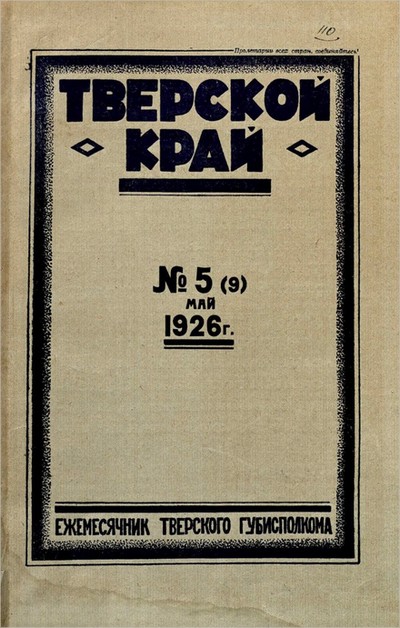 110
Пролетарии всех стран, соединяйтесь!
ТВЕРСКОЙ
КРАЙ
№ 5 (9)
МАЙ
1926 г.
ЕЖЕМЕСЯЧНИК ТВЕРСКОГО ГУБИСПОЛКОМА